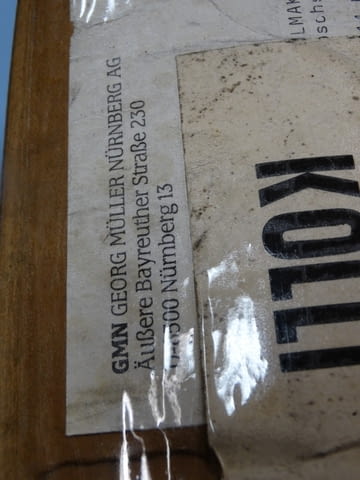 GMN GEORG MÜLLER NÜRNBERG AG
Äußere Bayreuther Straße 230
Nürnberg 13
KOLLI